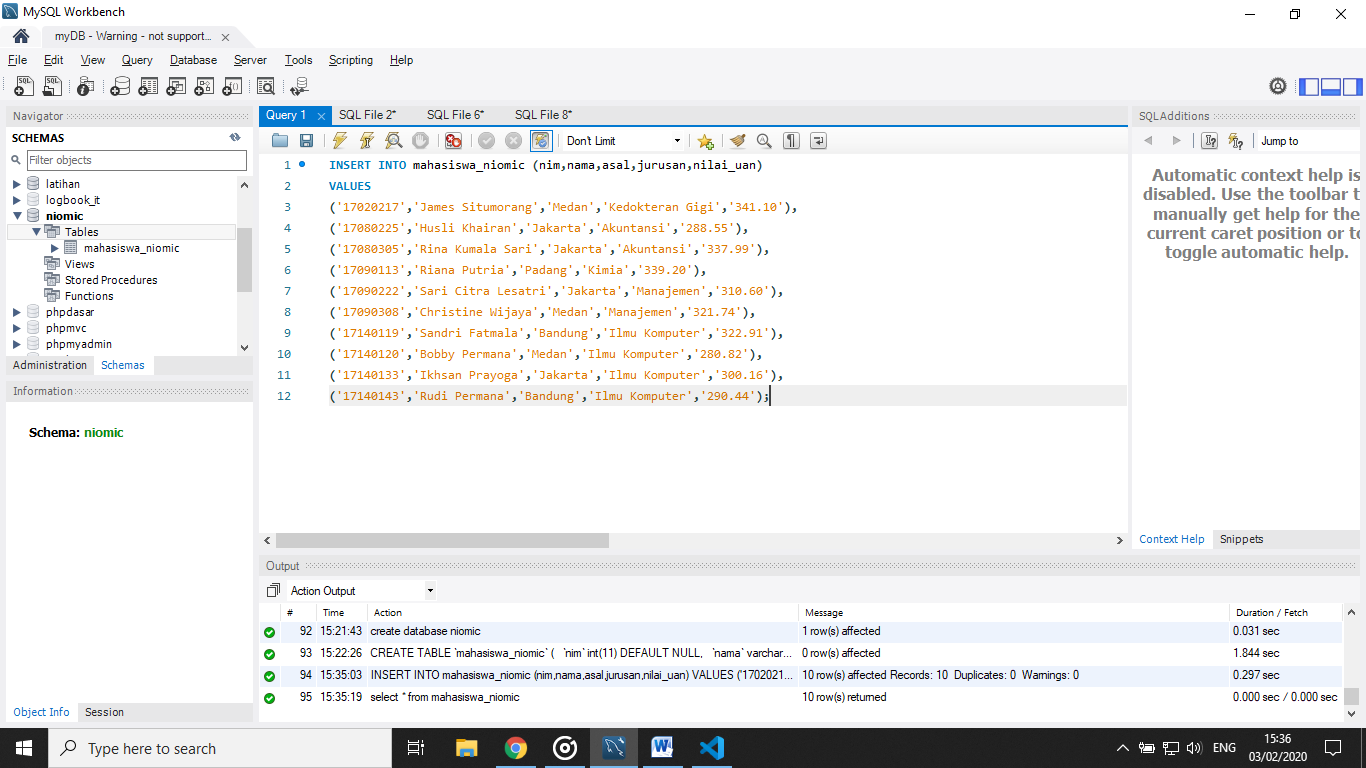 MySQL Workbench
myDB - Warning - not support...
File Edit View Query Database Server Tools Scripting Help
Navigator
SCHEMAS
Filter objects
latihan
logbook_it
niomic
Tables
mahasiswa_niomic
Views
Stored Procedures
Functions
phpdasar
phpmvc
phpmyadmin
Administration Schemas
Information
Schema: niomic
Object Info Session
Query 1 SQL File 2* SQL File 6* SQL File 8*
Don't Limit
1 INSERT INTO mahasiswa_niomic (nim,nama,asal,jurusan,nilai_uan)
2 VALUES
3 ('17020217','James Situmorang','Medan','Kedokteran Gigi','341.10'),
4 ('17080225','Husli Khairan','Jakarta','Akuntansi','288.55'),
5 ('17080305','Rina Kumala Sari','Jakarta','Akuntansi','337.99'),
6 ('17090113','Riana Putria','Padang','Kimia','339.20'),
7 ('17090222','Sari Citra Lesatri','Jakarta','Manajemen','310.60'),
8 ('17090308','Christine Wijaya','Medan','Manajemen','321.74'),
9 ('17140119','Sandri Fatmala','Bandung','Ilmu Komputer','322.91'),
10 ('17140120','Bobby Permana','Medan','Ilmu Komputer','280.82'),
11 ('17140133','Ikhsan Prayoga','Jakarta','Ilmu Komputer','300.16'),
12 ('17140143','Rudi Permana','Bandung','Ilmu Komputer','290.44');
SQLAdditions
Jump to
Automatic context help is
disabled. Use the toolbar t
manually get help for the
current caret position or to
toggle automatic help.
Context Help Snippets
Output
Action Output
# Time Action Message Duration / Fetch
92 15:21:43 create database niomic 1 row(s) affected 0.031 sec
93 15:22:26 CREATE TABLE `mahasiswa_niomic` ( `nim` int(11) DEFAULT NULL, `nama` varchar... 0 row(s) affected 1.844 sec
94 15:35:03 INSERT INTO mahasiswa_niomic (nim,nama,asal,jurusan,nilai_uan) VALUES ('1702021... 10 row(s) affected Records: 10 Duplicates: 0 Warnings: 0 0.297 sec
95 15:35:19 select * from mahasiswa_niomic 10 row(s) returned 0.000 sec / 0.000 sec
Type here to search
ENG
15:36
03/02/2020